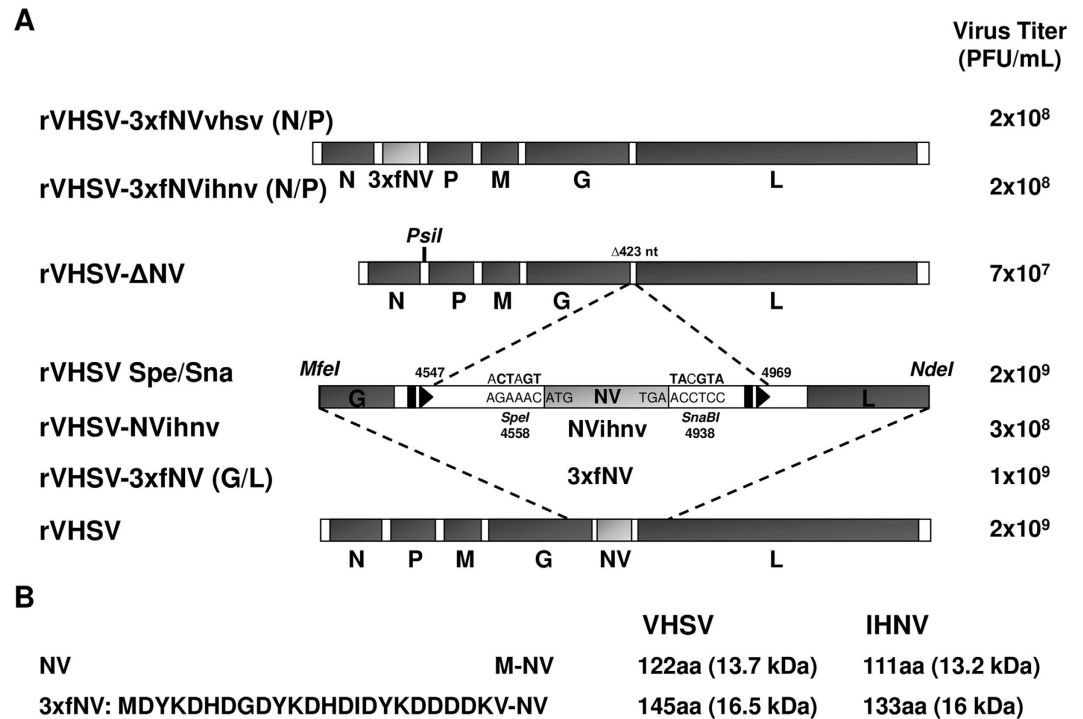 A
Virus Titer
(PFU/mL)
rVHSV-3xfNVvhsv (N/P)
2x10⁸
N 3xfNV P M G L
rVHSV-3xfNVihnv (N/P)
2x10⁸
PsiI
Δ423 nt
rVHSV-ΔNV
7x10⁷
N P M G L
MfeI
NdeI
rVHSV Spe/Sna
4547
ACTAGT
TACGTA
4969
2x10⁹
G AGAAAC ATG NV TGA ACCTCC L
SpeI
SnaBI
4558
4938
rVHSV-NVihnv
NVihnv
3x10⁸
rVHSV-3xfNV (G/L)
3xfNV
1x10⁹
rVHSV
2x10⁹
N P M G NV L
B
VHSV IHNV
NV M-NV 122aa (13.7 kDa) 111aa (13.2 kDa)
3xfNV: MDYKDHDGDYKDHDIDYKDDDDKV-NV 145aa (16.5 kDa) 133aa (16 kDa)